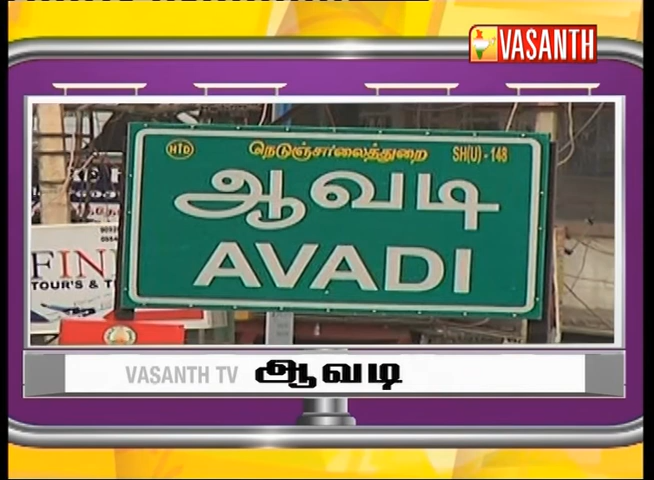 VASANTH
HTD நெடுஞ்சாலைத்துறை SH(U) - 148
ஆவடி
AVADI
FIN
TOUR'S & T
VASANTH TV ஆவடி